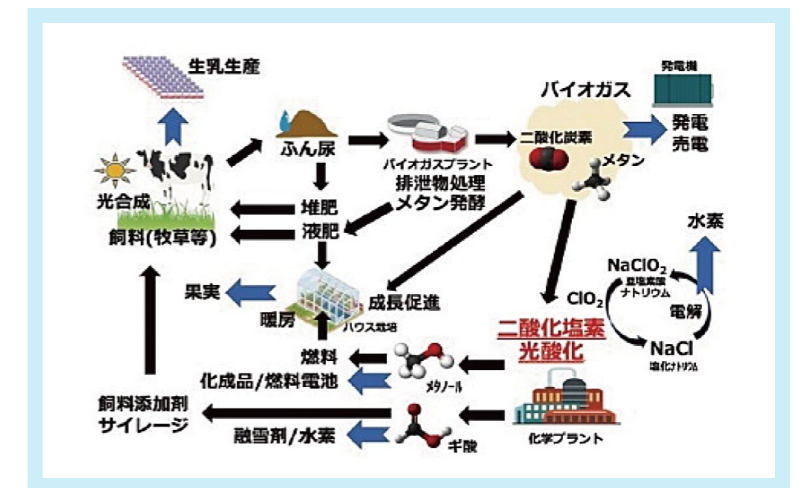 生乳生産
発電機
バイオガス
発電
売電
二酸化炭素
メタン
ふん尿
バイオガスプラント
排泄物処理
メタン発酵
光合成
堆肥
液肥
飼料(牧草等)
水素
NaClO₂
亜塩素酸
ナトリウム
ClO₂
電解
NaCl
塩化ナトリウム
果実
成長促進
暖房
ハウス栽培
二酸化塩素
光酸化
燃料
化成品/燃料電池
メタノール
飼料添加剤
サイレージ
融雪剤/水素
ギ酸
化学プラント